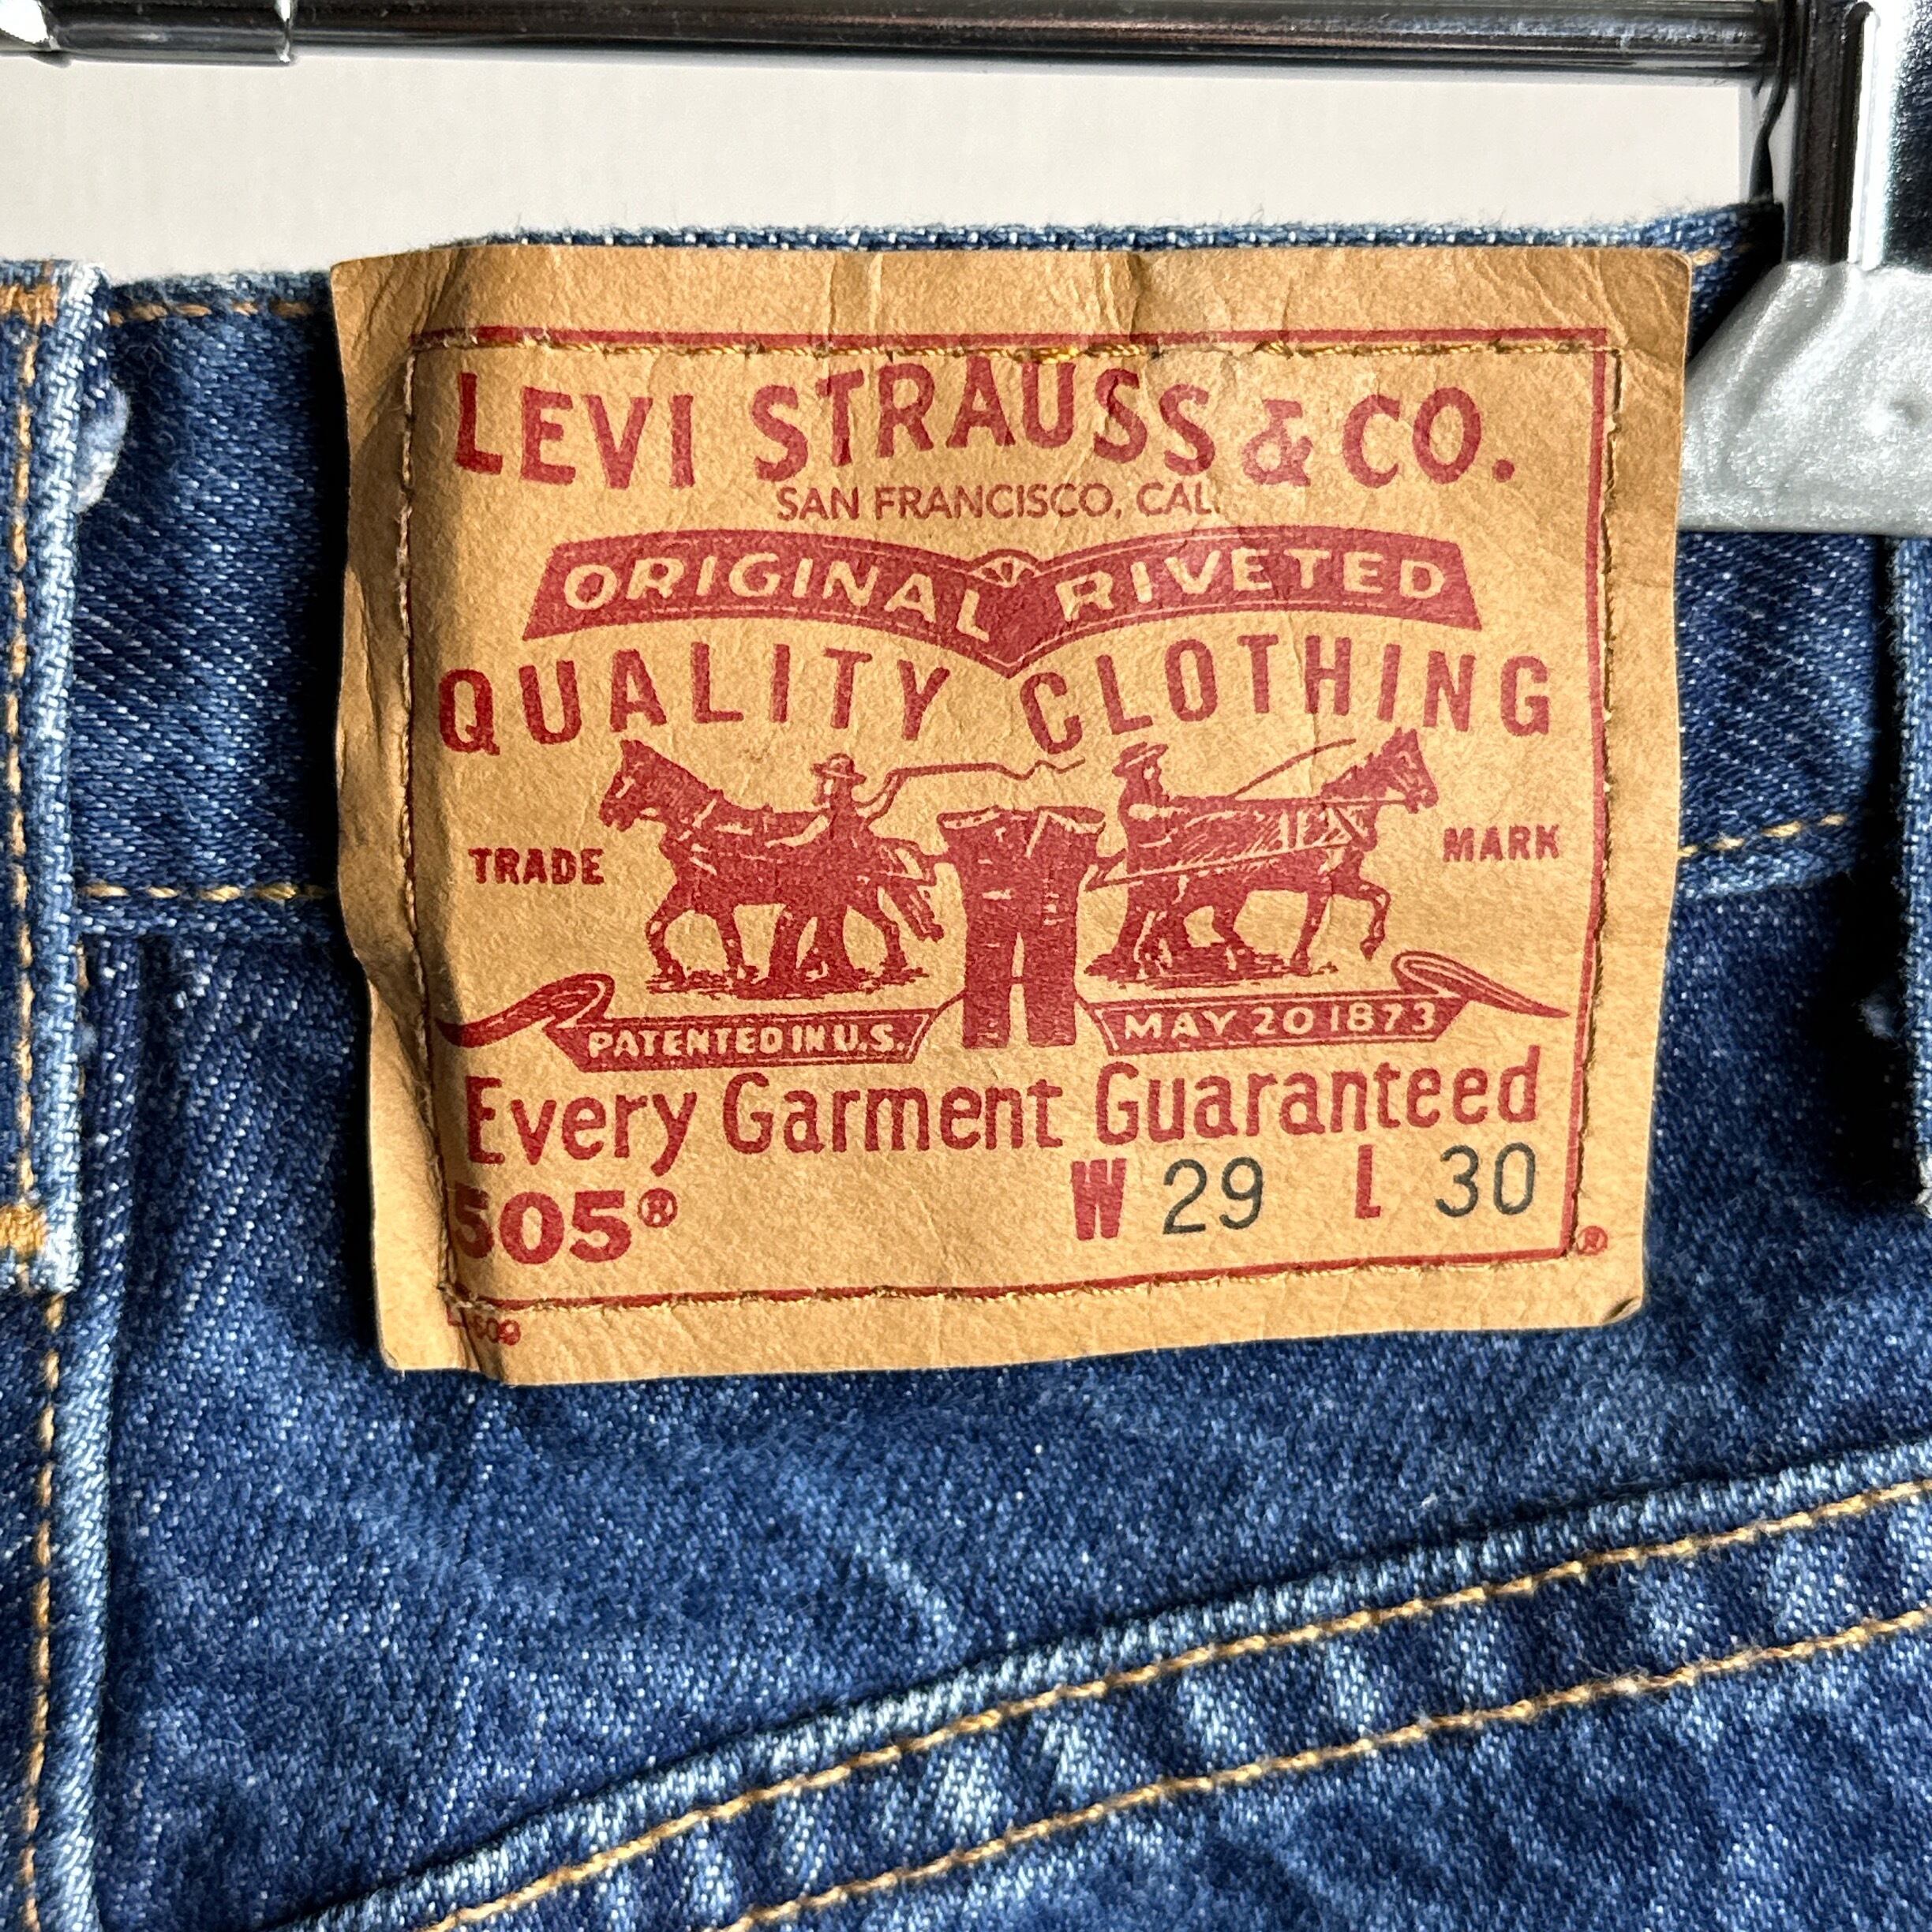 LEVI STRAUSS & CO.
SAN FRANCISCO, CAL.
ORIGINAL RIVETED
QUALITY CLOTHING
TRADE MARK
PATENTED IN U.S. MAY 20 1873
Every Garment Guaranteed
505® W 29 L 30
®